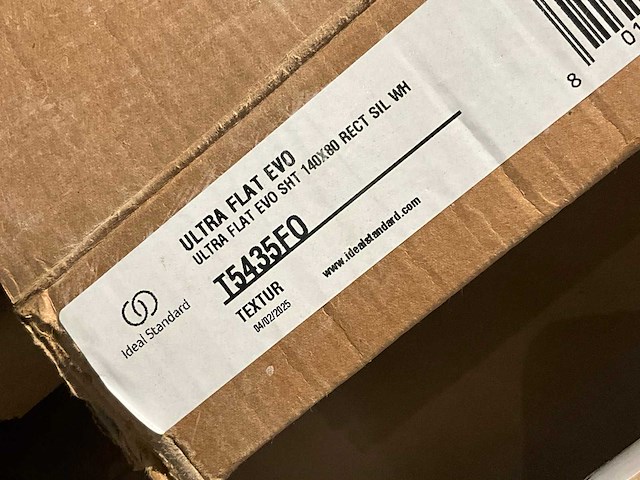 ULTRA FLAT EVO
ULTRA FLAT EVO SHT 140X80 RECT SIL WH
T5435FO
TEXTUR
04/02/2025
www.idealstandard.com
Ideal Standard
8
01